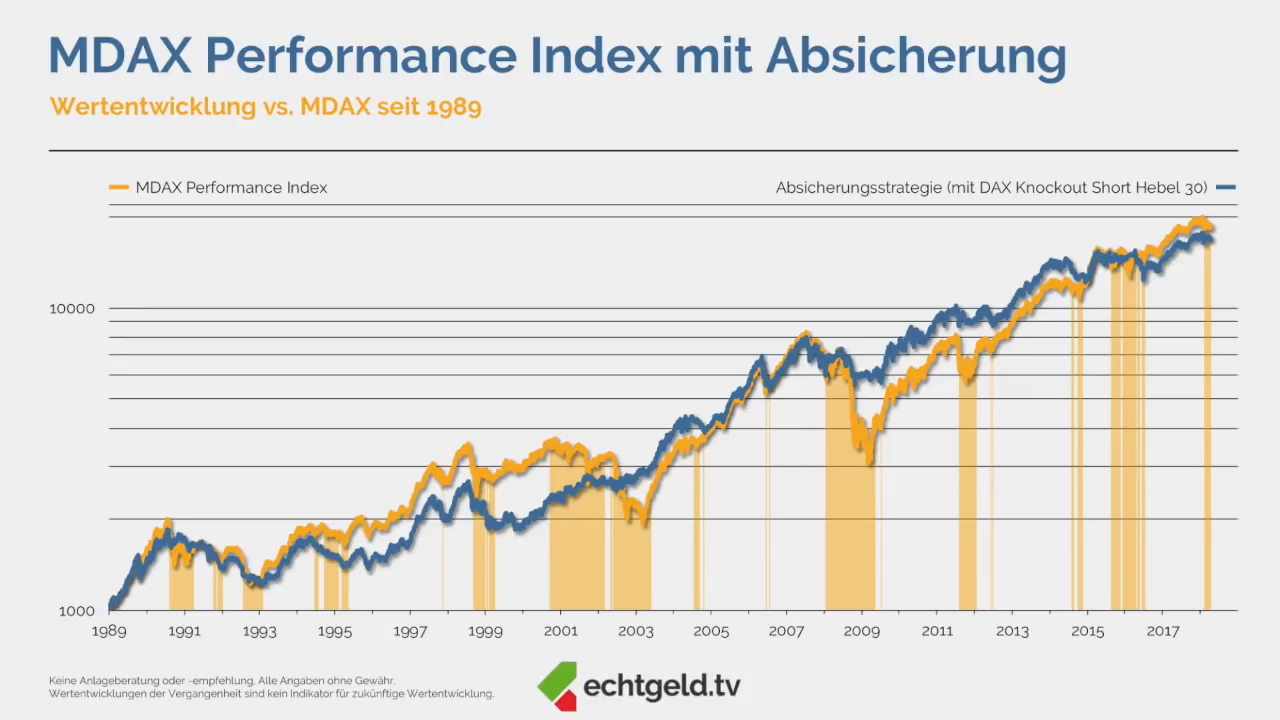 MDAX Performance Index mit Absicherung
Wertentwicklung vs. MDAX seit 1989
MDAX Performance Index
Absicherungsstrategie (mit DAX Knockout Short Hebel 30)
10000
1000
1989 1991 1993 1995 1997 1999 2001 2003 2005 2007 2009 2011 2013 2015 2017
Keine Anlageberatung oder -empfehlung. Alle Angaben ohne Gewähr.
Wertentwicklungen der Vergangenheit sind kein Indikator für zukünftige Wertentwicklung.
echtgeld.tv